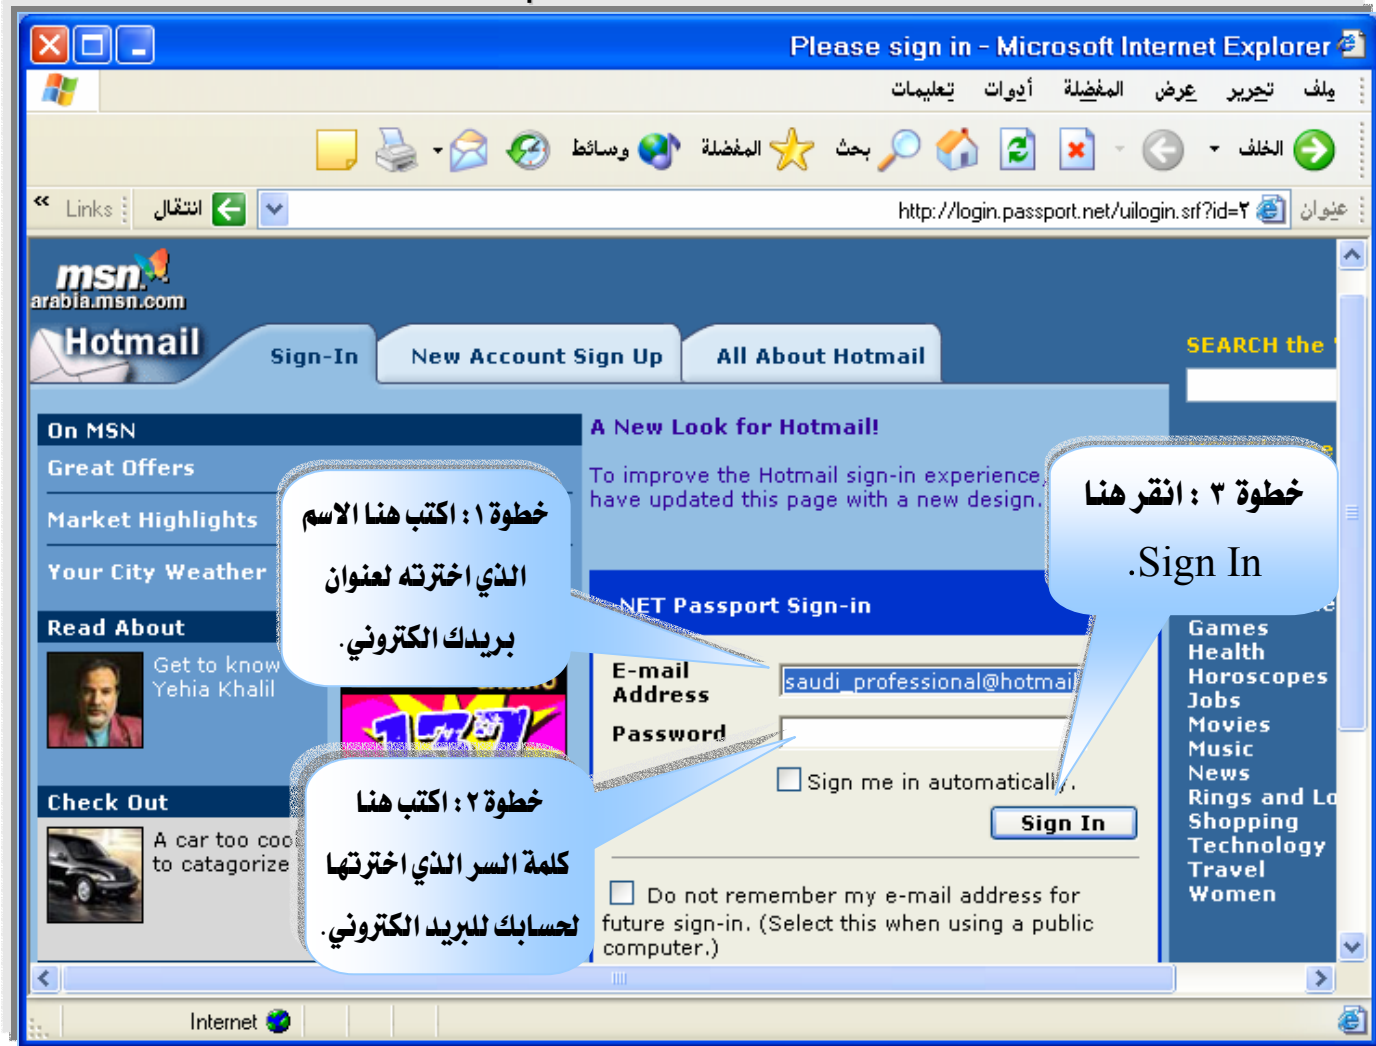 Please sign in - Microsoft Internet Explorer
ملف تحرير عرض المفضلة أدوات تعليمات
الخلف بحث المفضلة وسائط
عنوان http://login.passport.net/uilogin.srf?id=٢ انتقال Links
msn
arabia.msn.com
Hotmail
Sign-In
New Account Sign Up
All About Hotmail
SEARCH the
On MSN
Great Offers
Market Highlights
Your City Weather
Read About
Get to know
Yehia Khalil
Check Out
A car too coo
to catagorize
A New Look for Hotmail!
To improve the Hotmail sign-in experience,
have updated this page with a new design.
خطوة ١: اكتب هنا الاسم
الذي اخترته لعنوان
بريدك الكتروني.
خطوة ٢: اكتب هنا
كلمة السر الذي اخترتها
لحسابك للبريد الكتروني.
خطوة ٣ : انقر هنا
Sign In.
NET Passport Sign-in
E-mail
Address
saudi_professional@hotmail
Password
Sign me in automatically.
Sign In
Do not remember my e-mail address for
future sign-in. (Select this when using a public
computer.)
Games
Health
Horoscopes
Jobs
Movies
Music
News
Rings and Lo
Shopping
Technology
Travel
Women
Internet